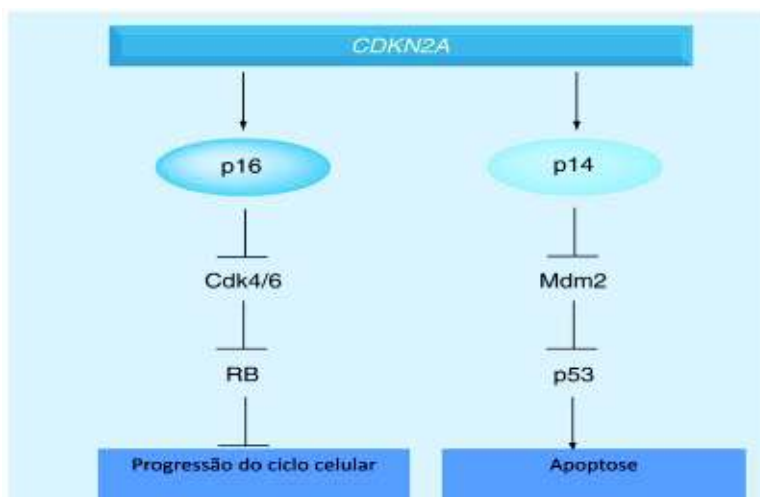 CDKN2A
p16
p14
Cdk4/6
Mdm2
RB
p53
Progressão do ciclo celular
Apoptose